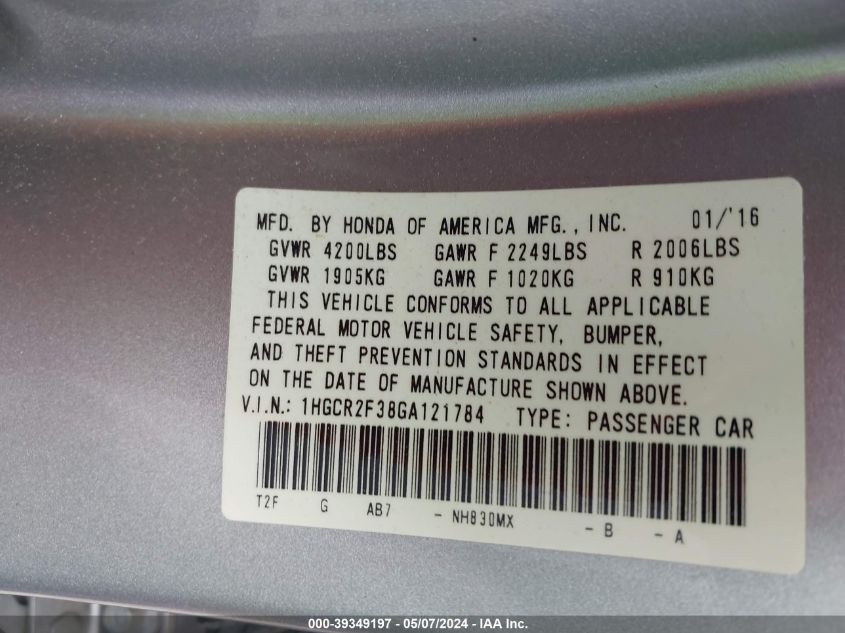 MFD. BY HONDA OF AMERICA MFG., INC. 01/'16
GVWR 4200LBS GAWR F 2249LBS R 2006LBS
GVWR 1905KG GAWR F 1020KG R 910KG
THIS VEHICLE CONFORMS TO ALL APPLICABLE
FEDERAL MOTOR VEHICLE SAFETY, BUMPER,
AND THEFT PREVENTION STANDARDS IN EFFECT
ON THE DATE OF MANUFACTURE SHOWN ABOVE.
V.I.N.: 1HGCR2F38GA121784 TYPE: PASSENGER CAR
T2F G AB7 - NH830MX - B - A
000-39349197 - 05/07/2024 - IAA Inc.